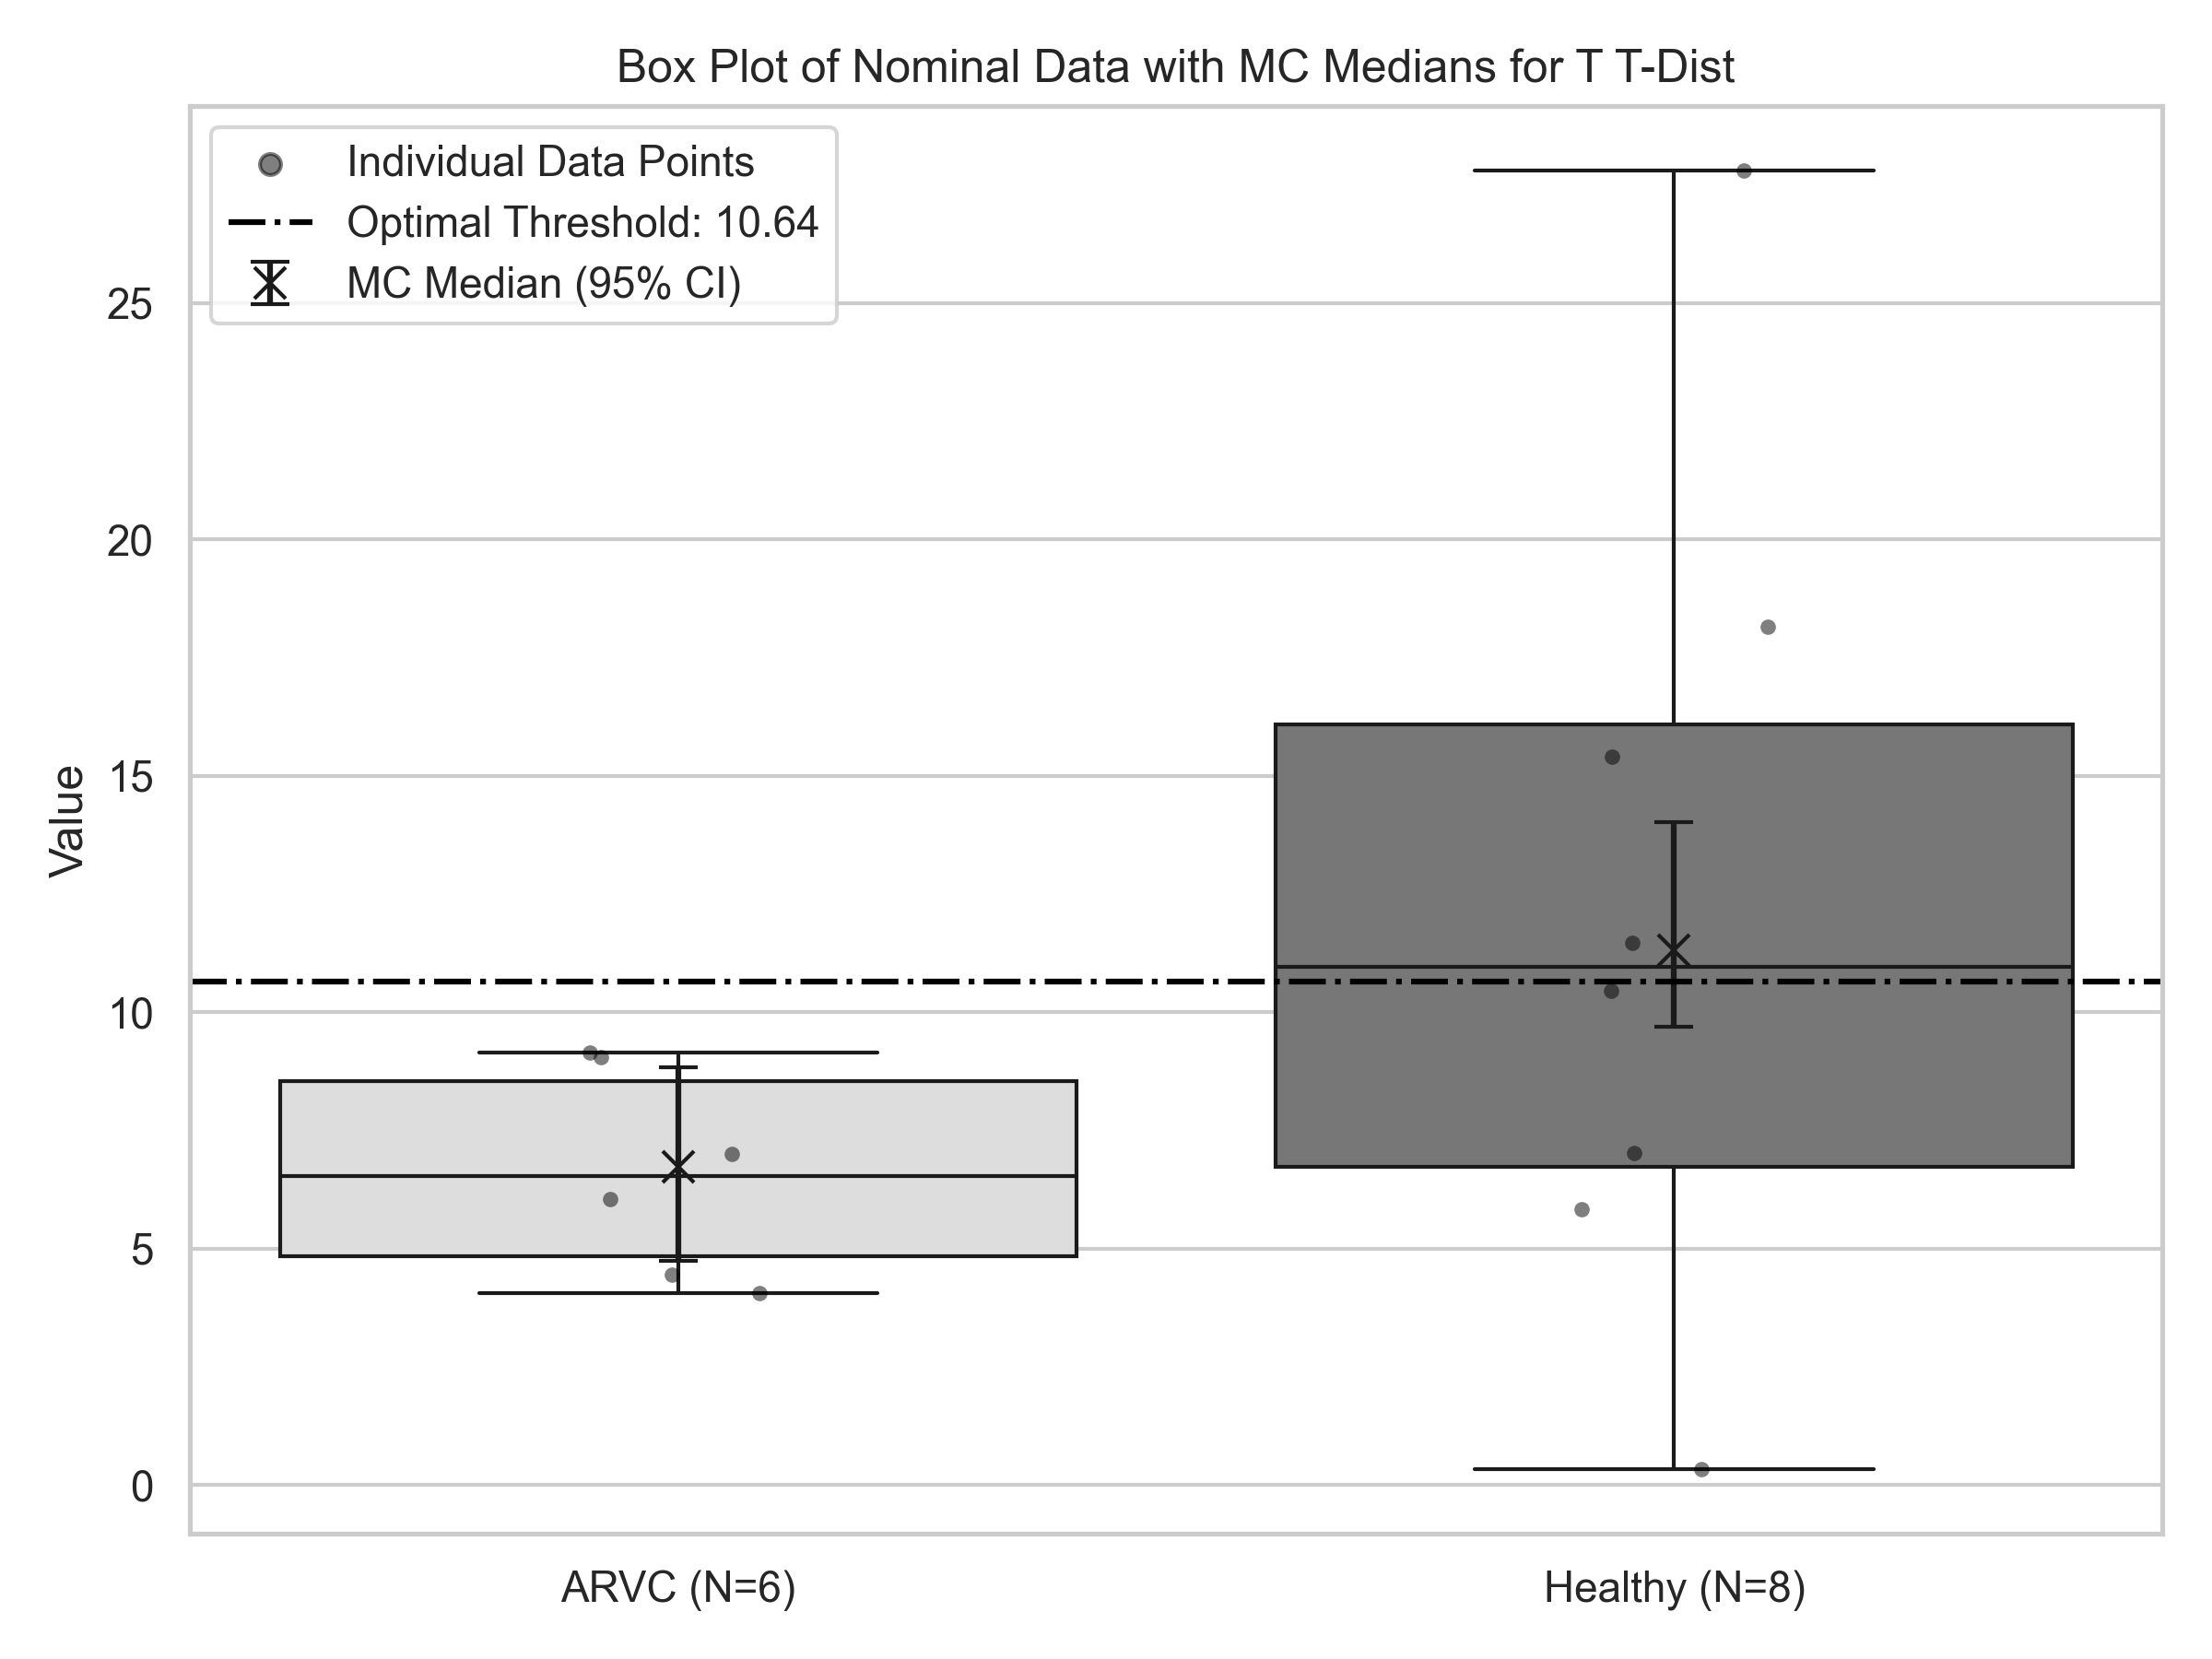 Box Plot of Nominal Data with MC Medians for T T-Dist
Individual Data Points
Optimal Threshold: 10.64
MC Median (95% CI)
25
20
15
10
5
0
Value
ARVC (N=6)
Healthy (N=8)